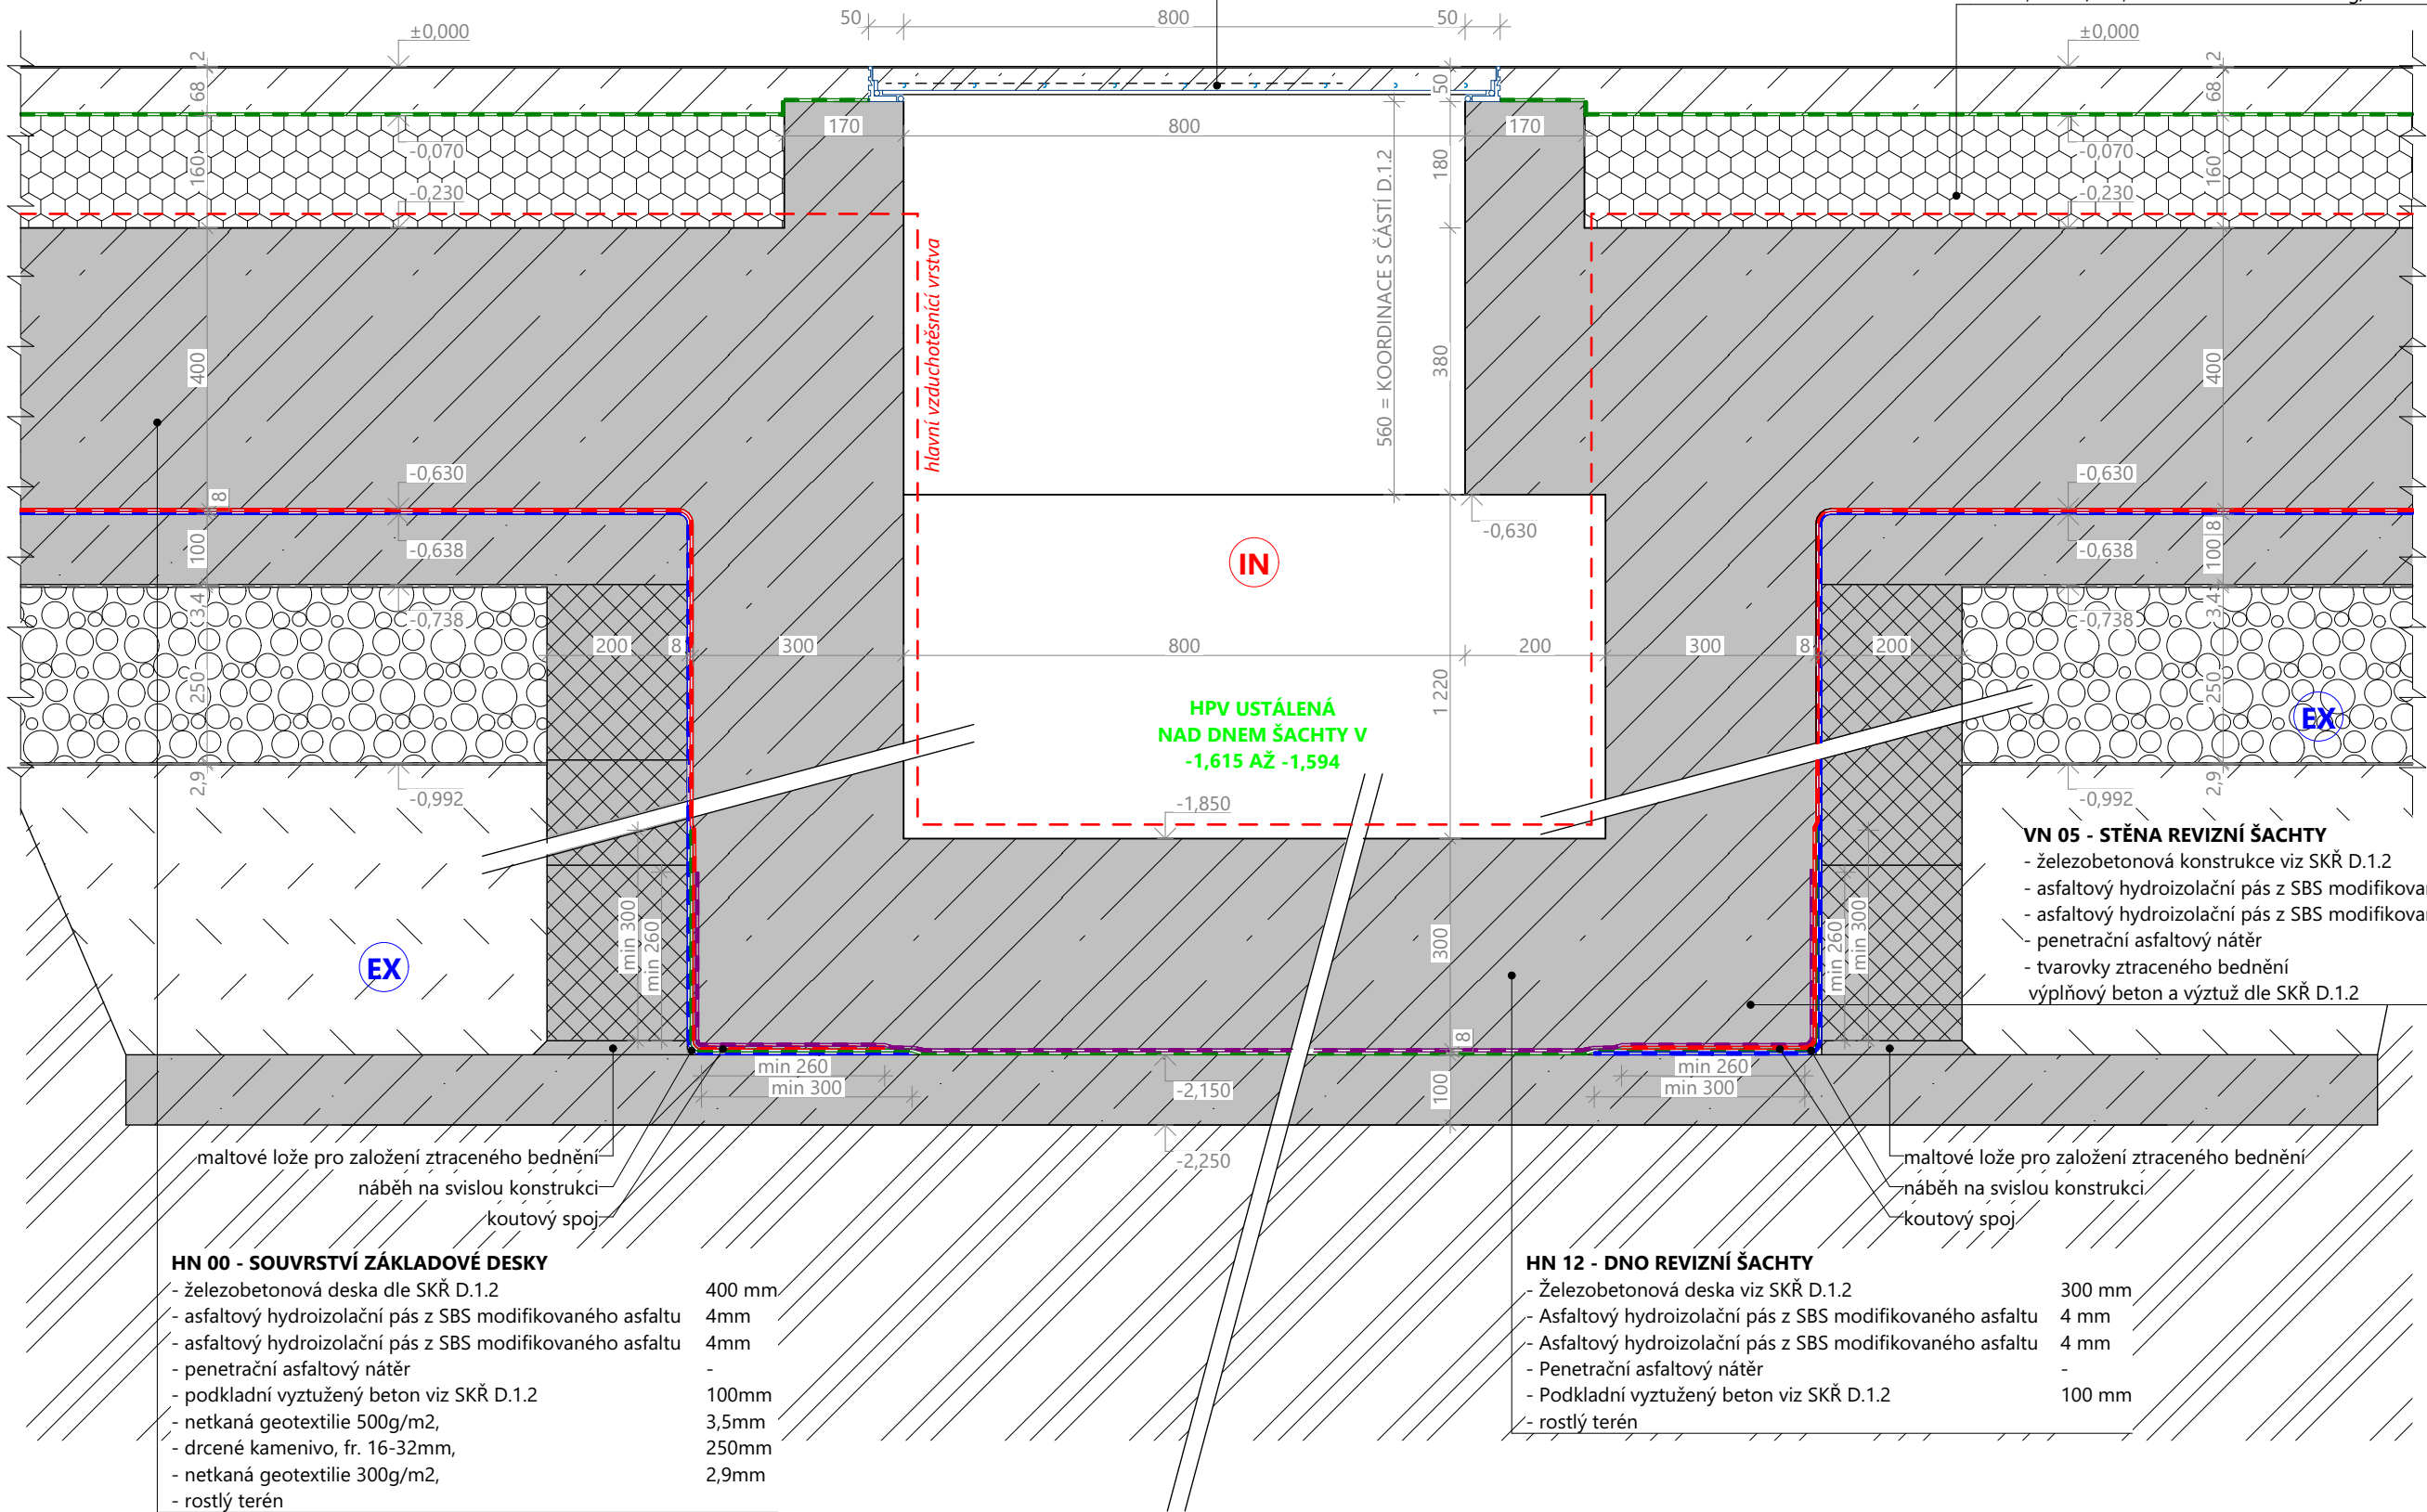 50
800
50
±0,000
±0,000
2
68
50
2
68
170
800
170
-0,070
-0,070
160
180
160
-0,230
-0,230
hlavní vzduchotěsnící vrstva
560 = KOORDINACE S ČÁSTÍ D.1.2
400
380
400
-0,630
-0,630
8
-0,630
-0,638
-0,638
100
100
8
IN
3,4
-0,738
-0,738
3,4
200
8
300
800
200
300
8
200
250
1 220
250
HPV USTÁLENÁ
NAD DNEM ŠACHTY V
-1,615 AŽ -1,594
EX
2,9
-0,992
-0,992
2,9
-1,850
VN 05 - STĚNA REVIZNÍ ŠACHTY
- železobetonová konstrukce viz SKŘ D.1.2
- asfaltový hydroizolační pás z SBS
- asfaltový hydroizolační pás z SBS
- penetrační asfaltový nátěr
- tvarovky ztraceného bednění
výplňový beton a výztuž dle SKŘ D.1.2
EX
min 300
min 260
300
min 260
min 300
8
min 260
min 300
min 260
min 300
-2,150
100
-2,250
maltové lože pro založení ztraceného bednění
náběh na svislou konstrukci
koutový spoj
maltové lože pro založení ztraceného bednění
náběh na svislou konstrukci
koutový spoj
HN 00 - SOUVRSTVÍ ZÁKLADOVÉ DESKY
- železobetonová deska dle SKŘ D.1.2 400 mm
- asfaltový hydroizolační pás z SBS modifikovaného asfaltu 4mm
- asfaltový hydroizolační pás z SBS modifikovaného asfaltu 4mm
- penetrační asfaltový nátěr -
- podkladní vyztužený beton viz SKŘ D.1.2 100mm
- netkaná geotextilie 500g/m2, 3,5mm
- drcené kamenivo, fr. 16-32mm, 250mm
- netkaná geotextilie 300g/m2, 2,9mm
- rostlý terén
HN 12 - DNO REVIZNÍ ŠACHTY
- Železobetonová deska viz SKŘ D.1.2 300 mm
- Asfaltový hydroizolační pás z SBS modifikovaného asfaltu 4 mm
- Asfaltový hydroizolační pás z SBS modifikovaného asfaltu 4 mm
- Penetrační asfaltový nátěr -
- Podkladní vyztužený beton viz SKŘ D.1.2 100 mm
- rostlý terén